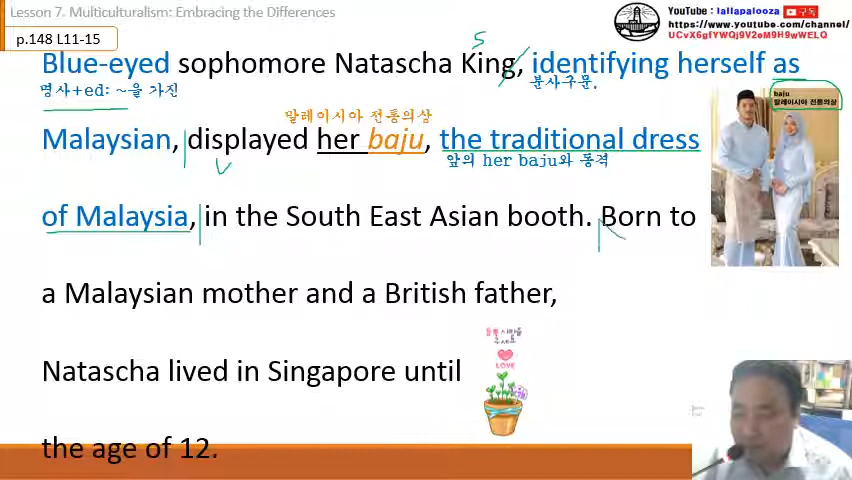 Lesson 7. Multiculturalism: Embracing the Differences
YouTube : lallapalooza 구독
https://www.youtube.com/channel/
UCvX6gfYWQj9V2eM9H9wWELQ
p.148 L11-15
S
Blue-eyed sophomore Natascha King, identifying herself as
명사+ed: ~을 가진
분사구문.
baju
말레이시아 전통의상
말레이시아 전통의상
Malaysian, displayed her baju, the traditional dress
V
앞의 her baju와 동격
of Malaysia, in the South East Asian booth. Born to
a Malaysian mother and a British father,
LOVE
Natascha lived in Singapore until
the age of 12.